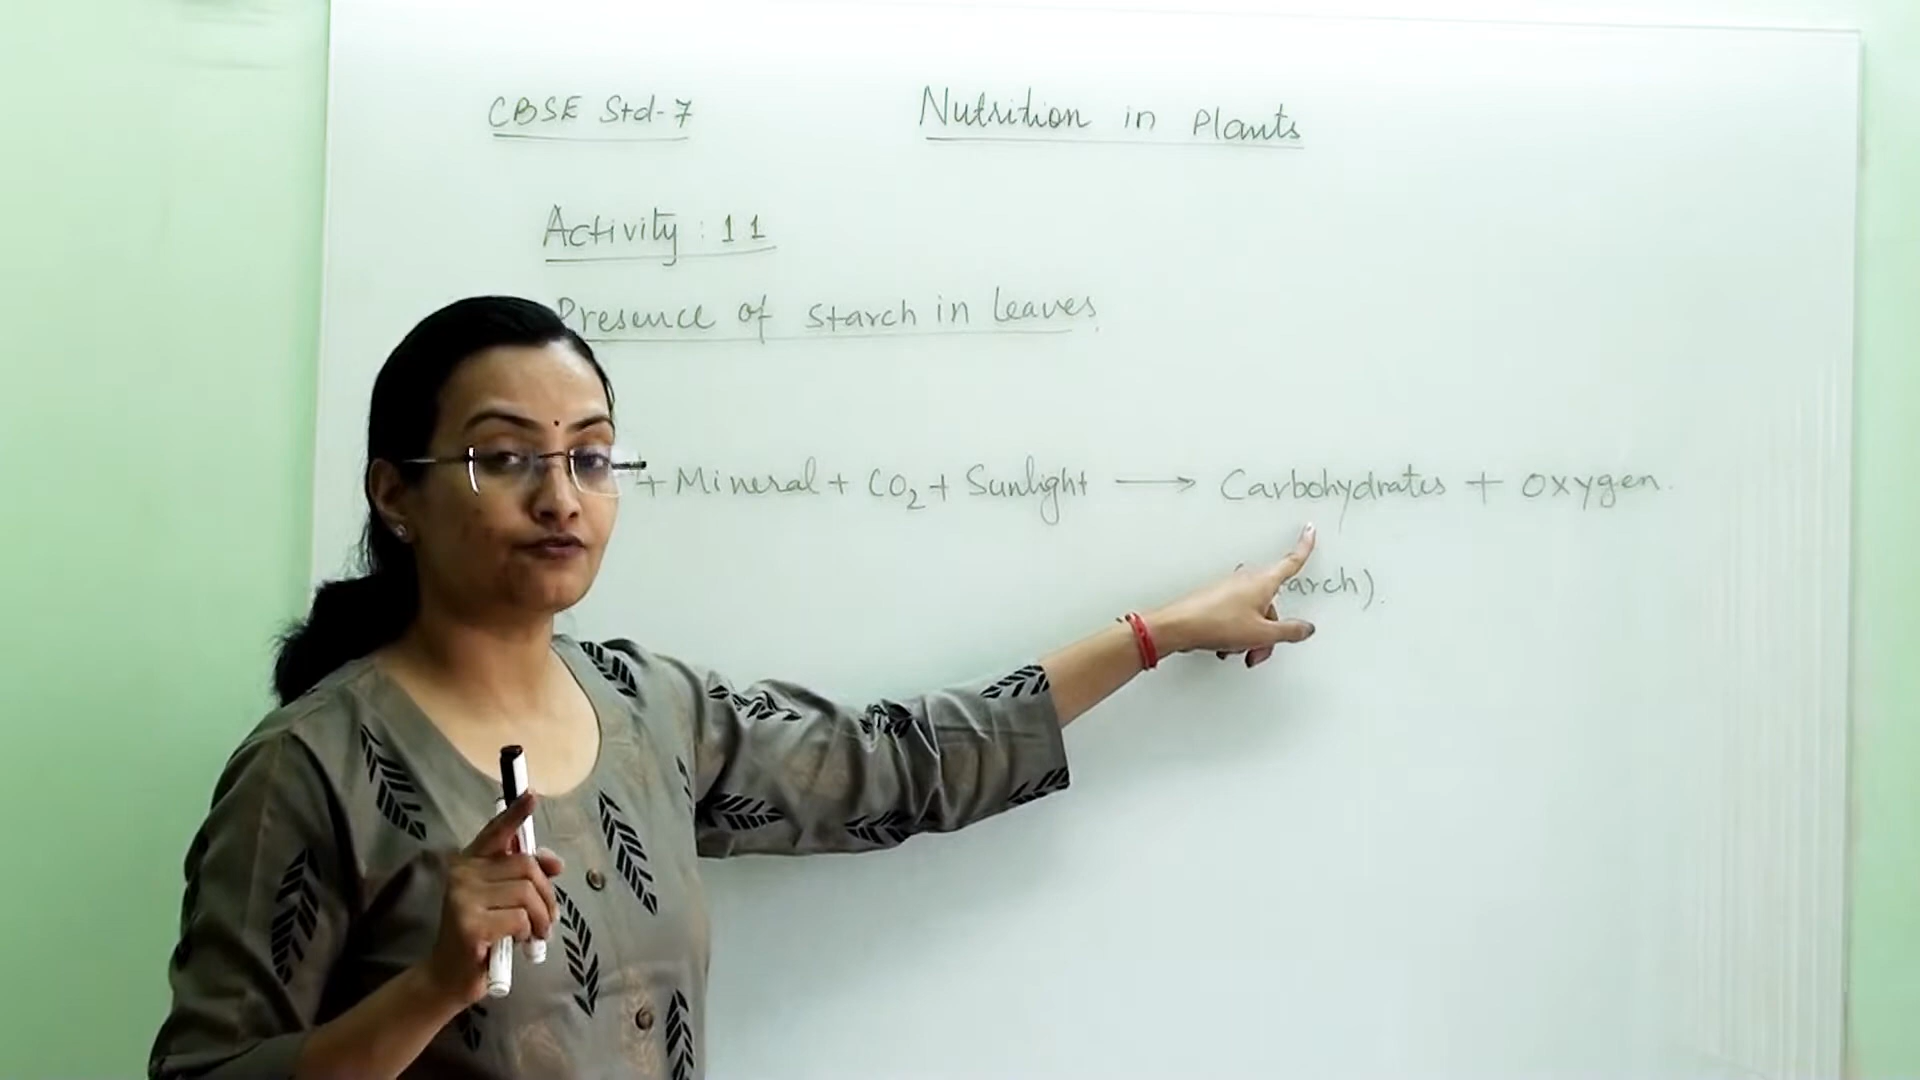 CBSE Std-7
Nutrition in Plants
Activity : 11
Presence of starch in leaves.
+ Mineral + CO₂ + Sunlight → Carbohydrates + Oxygen.
arch).